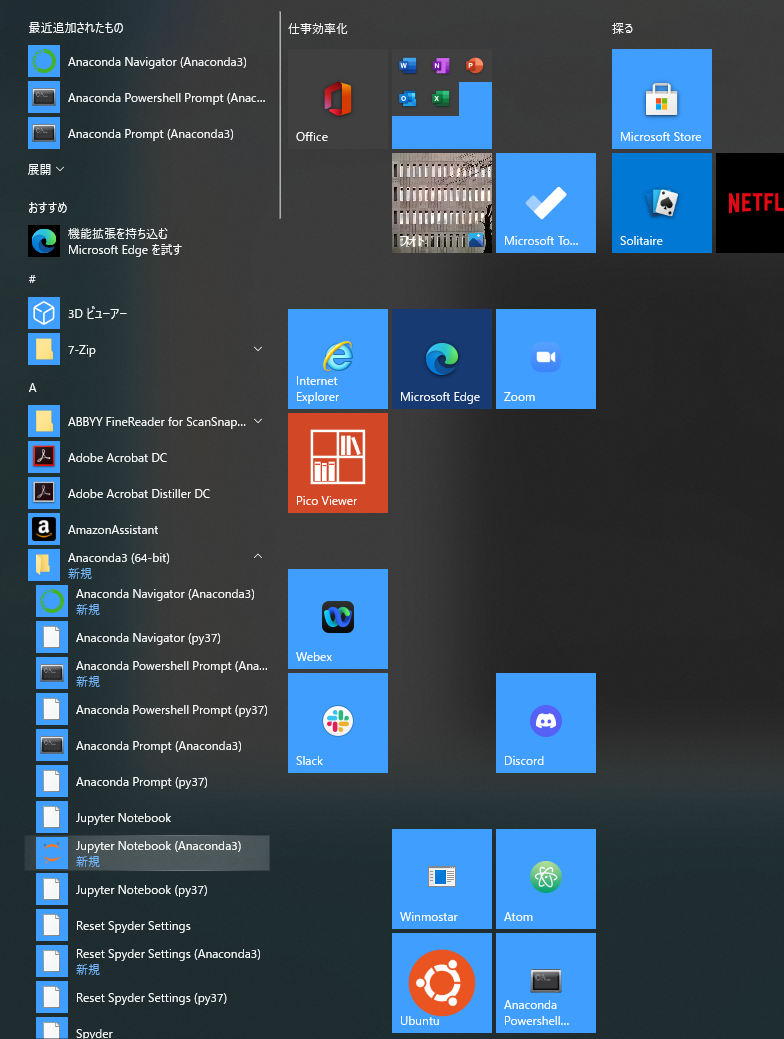 最近追加されたもの
Anaconda Navigator (Anaconda3)
Anaconda Powershell Prompt (Anac...
Anaconda Prompt (Anaconda3)
展開
おすすめ
機能拡張を持ち込む
Microsoft Edge を試す
#
3D ビューアー
7-Zip
A
ABBYY FineReader for ScanSnap...
Adobe Acrobat DC
Adobe Acrobat Distiller DC
AmazonAssistant
Anaconda3 (64-bit)
新規
Anaconda Navigator (Anaconda3)
新規
Anaconda Navigator (py37)
Anaconda Powershell Prompt (Ana...
新規
Anaconda Powershell Prompt (py37)
Anaconda Prompt (Anaconda3)
Anaconda Prompt (py37)
Jupyter Notebook
Jupyter Notebook (Anaconda3)
新規
Jupyter Notebook (py37)
Reset Spyder Settings
Reset Spyder Settings (Anaconda3)
新規
Reset Spyder Settings (py37)
Spyder
仕事効率化
Office
フォト
Microsoft To...
Internet
Explorer
Microsoft Edge
Zoom
Pico Viewer
Webex
Slack
Discord
Winmostar
Atom
Ubuntu
Anaconda
Powershell...
探る
Microsoft Store
Solitaire
NETFL